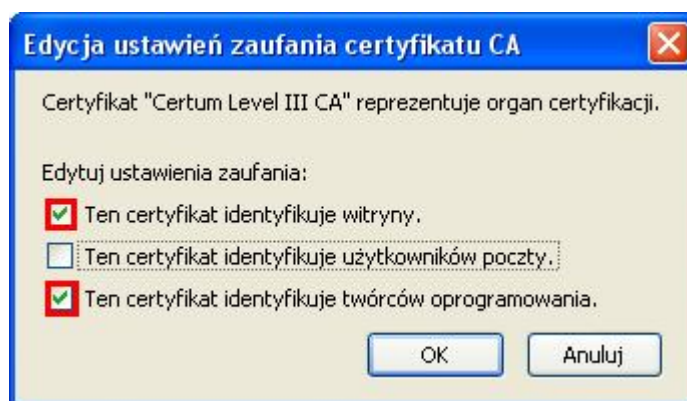 Edycja ustawień zaufania certyfikatu CA
Certyfikat "Certum Level III CA" reprezentuje organ certyfikacji.
Edytuj ustawienia zaufania:
Ten certyfikat identyfikuje witryny.
Ten certyfikat identyfikuje użytkowników poczty.
Ten certyfikat identyfikuje twórców oprogramowania.
OK Anuluj